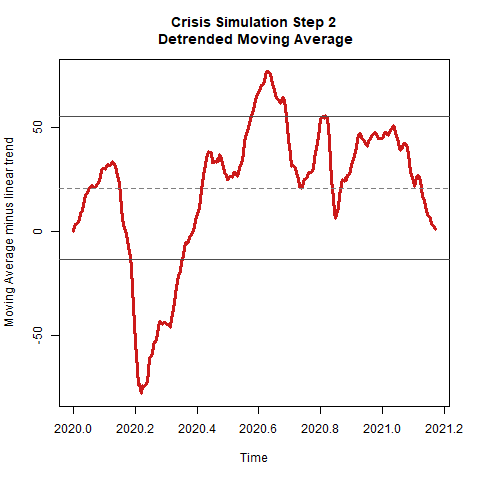 Crisis Simulation Step 2
Detrended Moving Average
Moving Average minus linear trend
50
0
-50
2020.0 2020.2 2020.4 2020.6 2020.8 2021.0 2021.2
Time